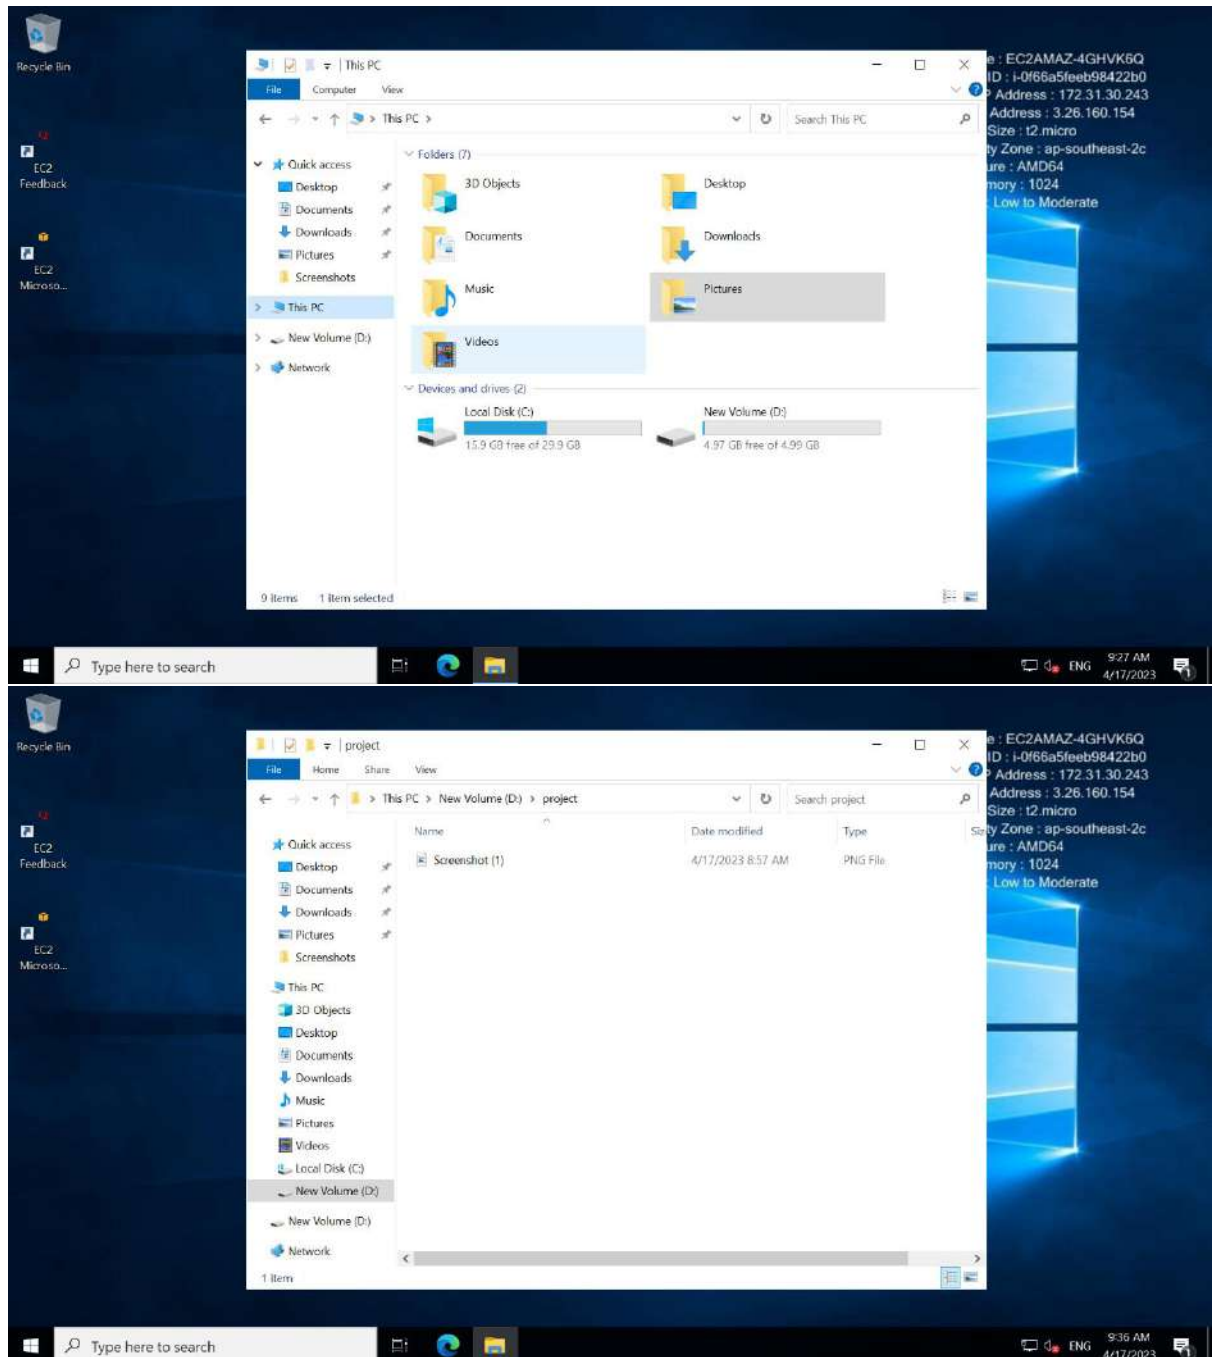 Recycle Bin
EC2
Feedback
EC2
Microso...
This PC
File Computer View
This PC
Search This PC
Quick access
Desktop
Documents
Downloads
Pictures
Screenshots
This PC
New Volume (D:)
Network
Folders (7)
3D Objects
Desktop
Documents
Downloads
Music
Pictures
Videos
Devices and drives (2)
Local Disk (C:)
15.9 GB free of 29.9 GB
New Volume (D:)
4.97 GB free of 4.99 GB
9 items 1 item selected
e : EC2AMAZ-4GHVK6Q
ID : i-0f66a5feeb98422b0
P Address : 172.31.30.243
Address : 3.26.160.154
Size : t2.micro
ty Zone : ap-southeast-2c
ure : AMD64
mory : 1024
: Low to Moderate
Type here to search
ENG
9:27 AM
4/17/2023
Recycle Bin
EC2
Feedback
EC2
Microso...
project
File Home Share View
This PC > New Volume (D:) > project
Search project
Name Date modified Type Siz
Screenshot (1) 4/17/2023 8:57 AM PNG File
Quick access
Desktop
Documents
Downloads
Pictures
Screenshots
This PC
3D Objects
Desktop
Documents
Downloads
Music
Pictures
Videos
Local Disk (C:)
New Volume (D:)
New Volume (D:)
Network
1 item
e : EC2AMAZ-4GHVK6Q
ID : i-0f66a5feeb98422b0
P Address : 172.31.30.243
Address : 3.26.160.154
Size : t2.micro
ty Zone : ap-southeast-2c
ure : AMD64
mory : 1024
: Low to Moderate
Type here to search
ENG
9:36 AM
4/17/2023